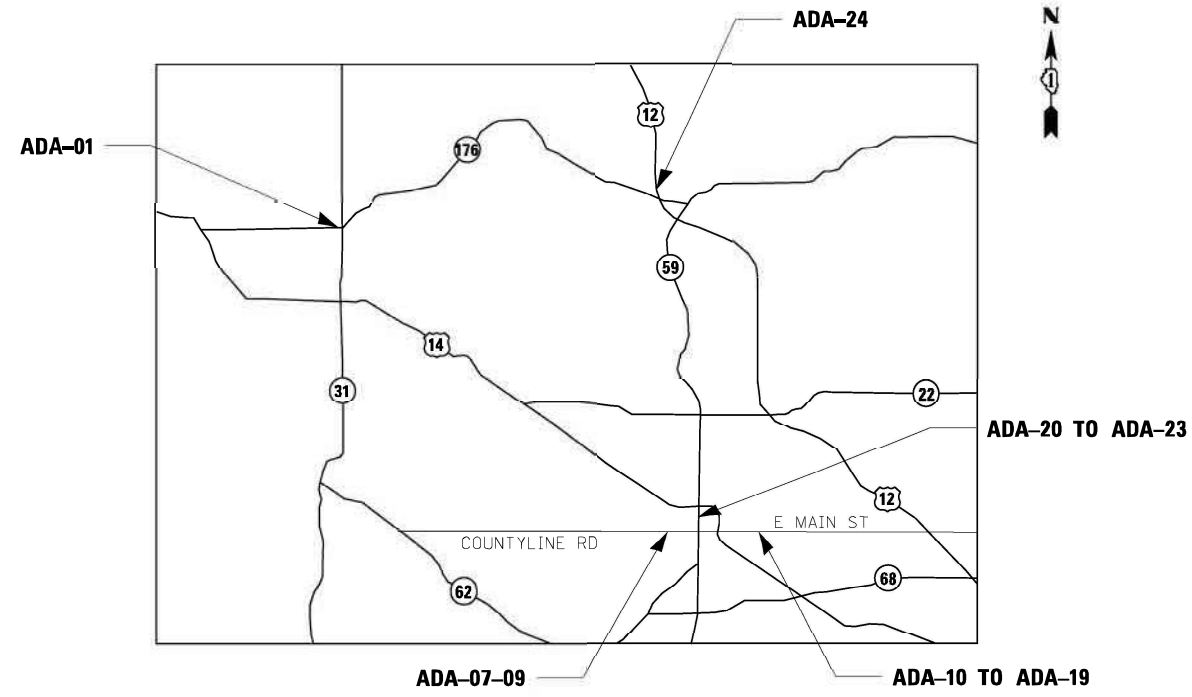 ADA–24
N
1
12
ADA–01
176
59
14
31
22
ADA–20 TO ADA–23
12
E MAIN ST
COUNTYLINE RD
62
68
ADA–07–09
ADA–10 TO ADA–19